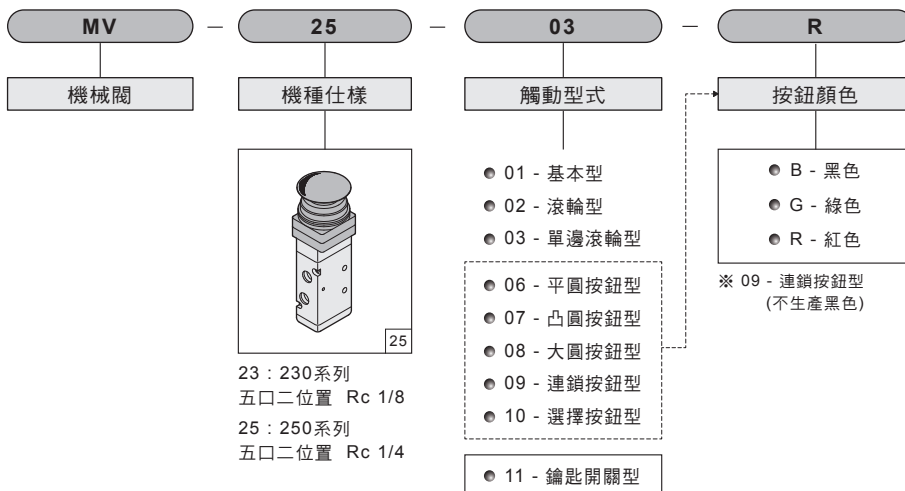 MV － 25 － 03 － R
機械閥
機種仕樣
觸動型式
按鈕顏色
25
23：230系列
五口二位置 Rc 1/8
25：250系列
五口二位置 Rc 1/4
01 - 基本型
02 - 滾輪型
03 - 單邊滾輪型
06 - 平圓按鈕型
07 - 凸圓按鈕型
08 - 大圓按鈕型
09 - 連鎖按鈕型
10 - 選擇按鈕型
11 - 鑰匙開關型
B - 黑色
G - 綠色
R - 紅色
※ 09 - 連鎖按鈕型
(不生產黑色)